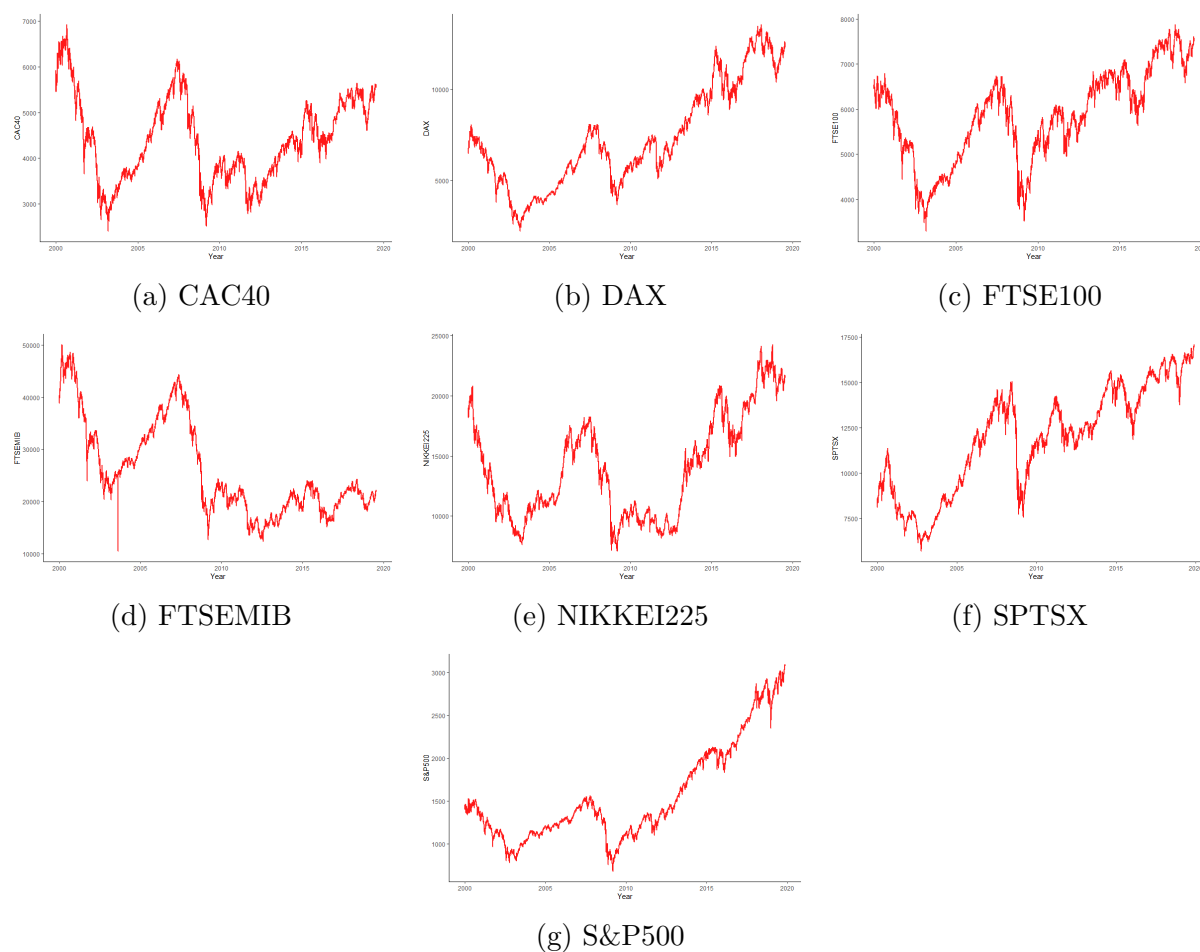 7000
6000
5000
4000
3000
CAC40
2000 2005 2010 2015 2020
Year
(a) CAC40
10000
5000
DAX
2000 2005 2010 2015 2020
Year
(b) DAX
8000
7000
6000
5000
4000
FTSE100
2000 2005 2010 2015 2020
Year
(c) FTSE100
50000
40000
30000
20000
10000
FTSEMIB
2000 2005 2010 2015 2020
Year
(d) FTSEMIB
25000
20000
15000
10000
NIKKEI225
2000 2005 2010 2015 2020
Year
(e) NIKKEI225
17500
15000
12500
10000
7500
SPTSX
2000 2005 2010 2015 2020
Year
(f) SPTSX
3000
2500
2000
1500
1000
S&P500
2000 2005 2010 2015 2020
Year
(g) S&P500